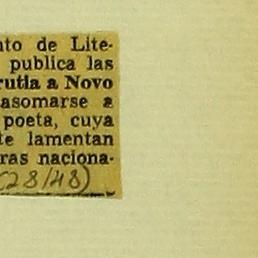 nto de Lite-
publica las
rutia a Novo
asomarse a
poeta, cuya
te lamentan
ras naciona-
(28/48)